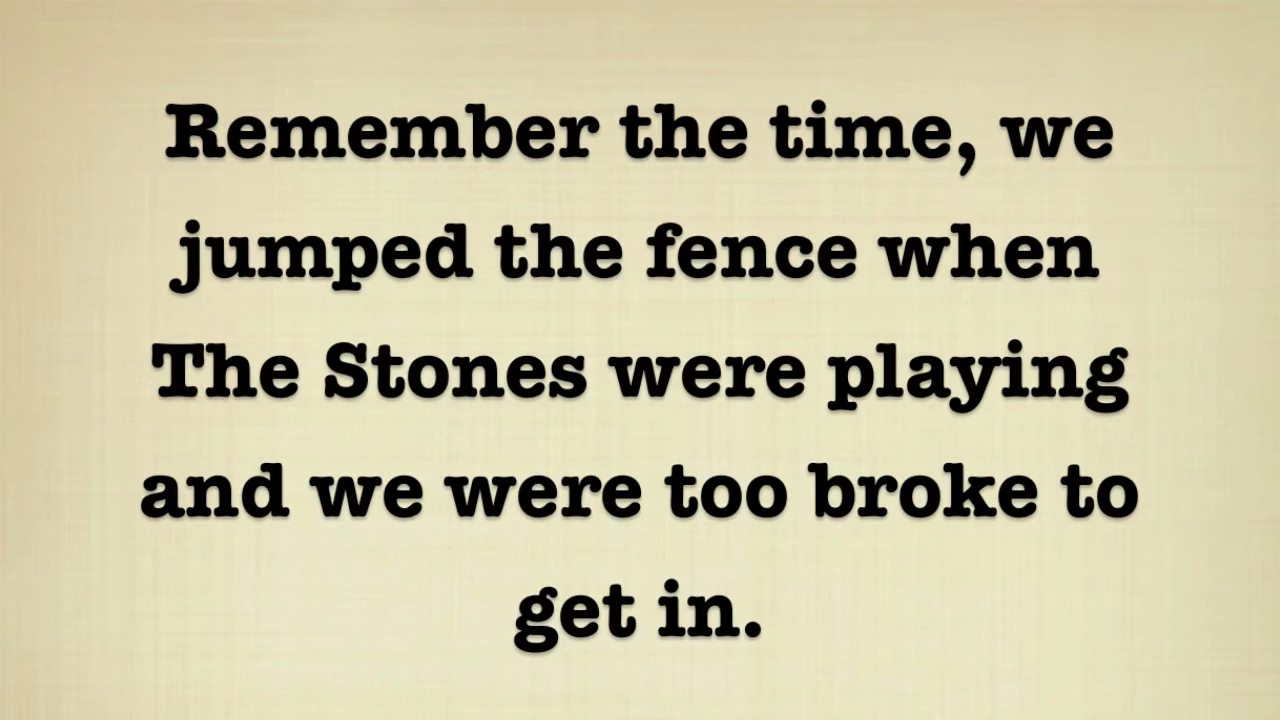 Remember the time, we
jumped the fence when
The Stones were playing
and we were too broke to
get in.